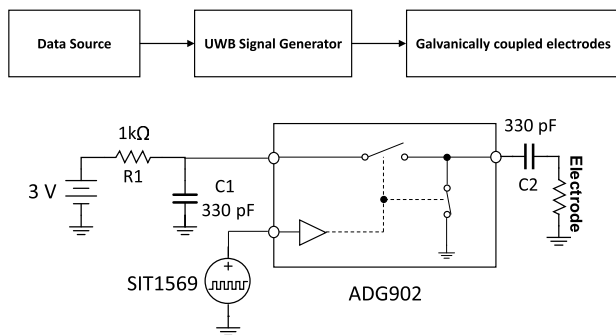 Data Source
UWB Signal Generator
Galvanically coupled electrodes
1kΩ
R1
3 V
C1
330 pF
330 pF
C2
Electrode
SIT1569
ADG902